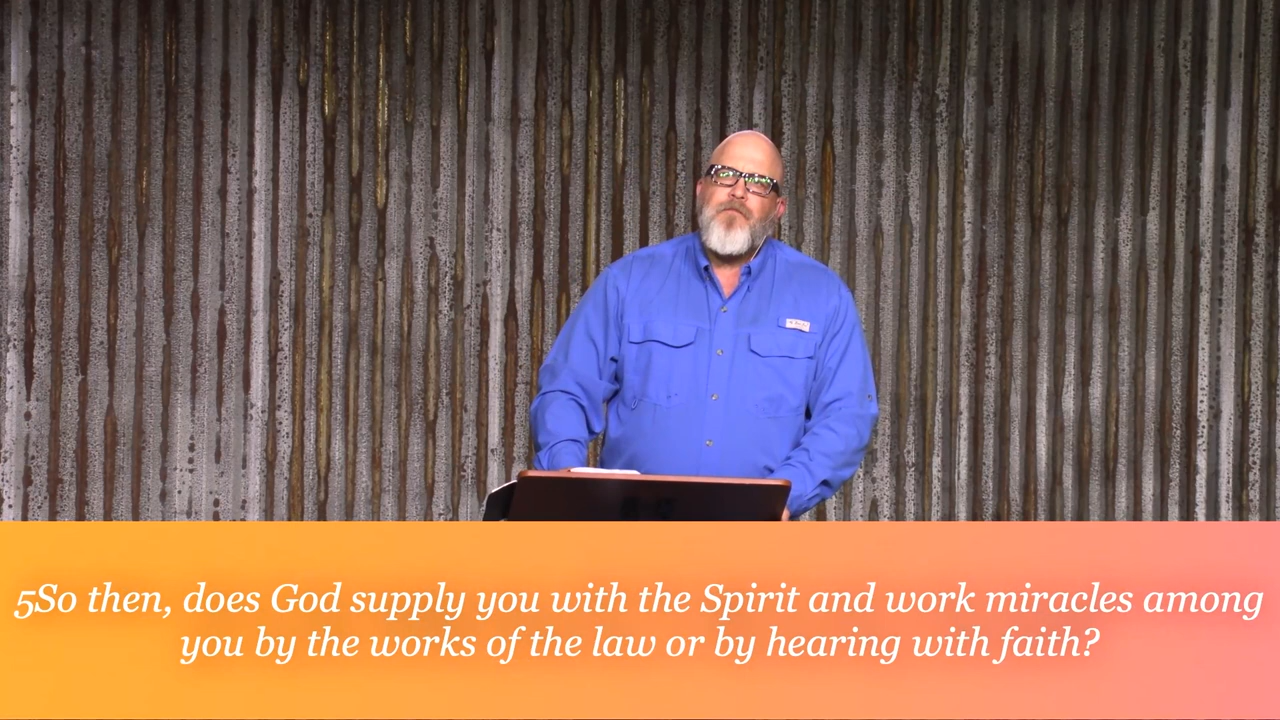 5So then, does God supply you with the Spirit and work miracles among
you by the works of the law or by hearing with faith?